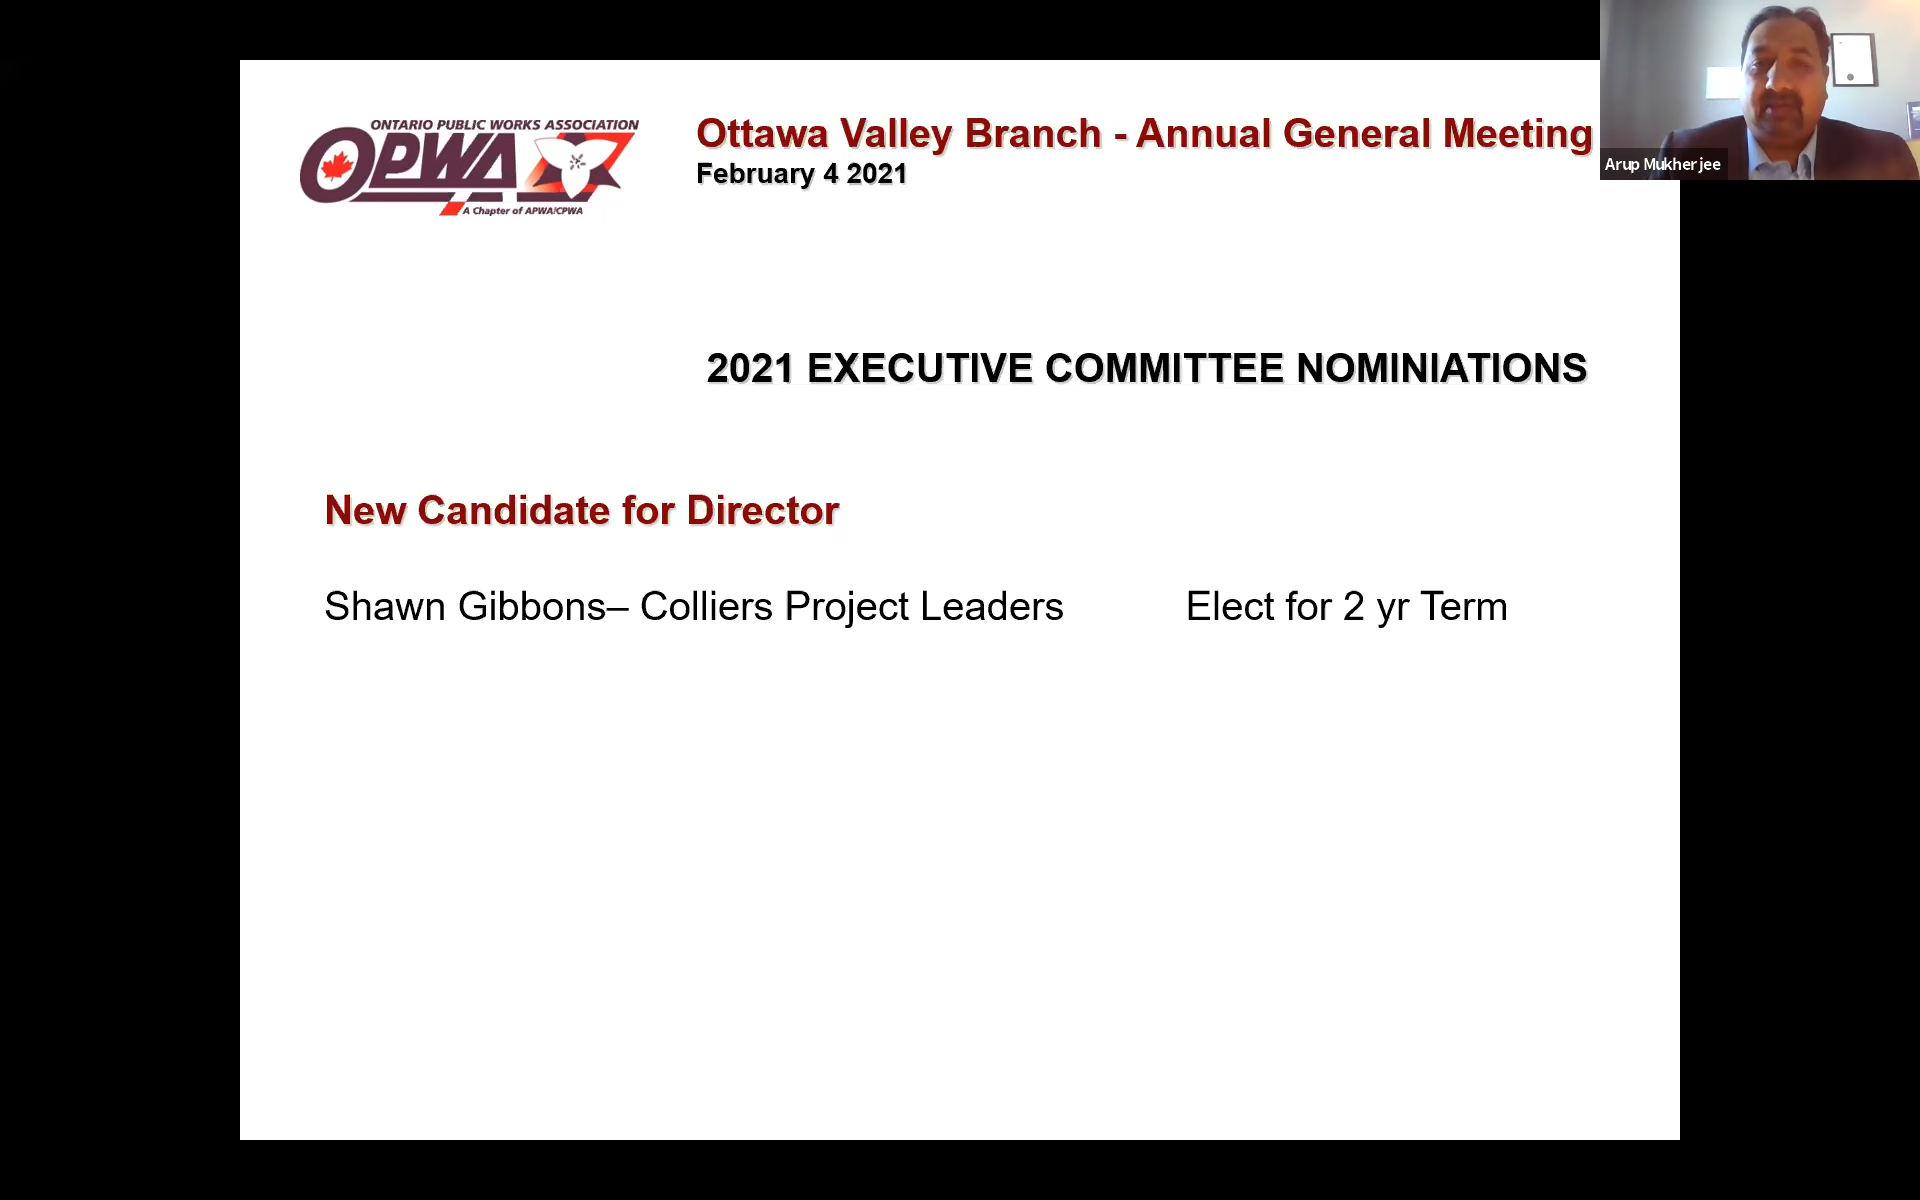 ONTARIO PUBLIC WORKS ASSOCIATION
OPWA
A Chapter of APWA/CPWA
Ottawa Valley Branch - Annual General Meeting
February 4 2021
Arup Mukherjee
2021 EXECUTIVE COMMITTEE NOMINIATIONS
New Candidate for Director
Shawn Gibbons– Colliers Project Leaders Elect for 2 yr Term